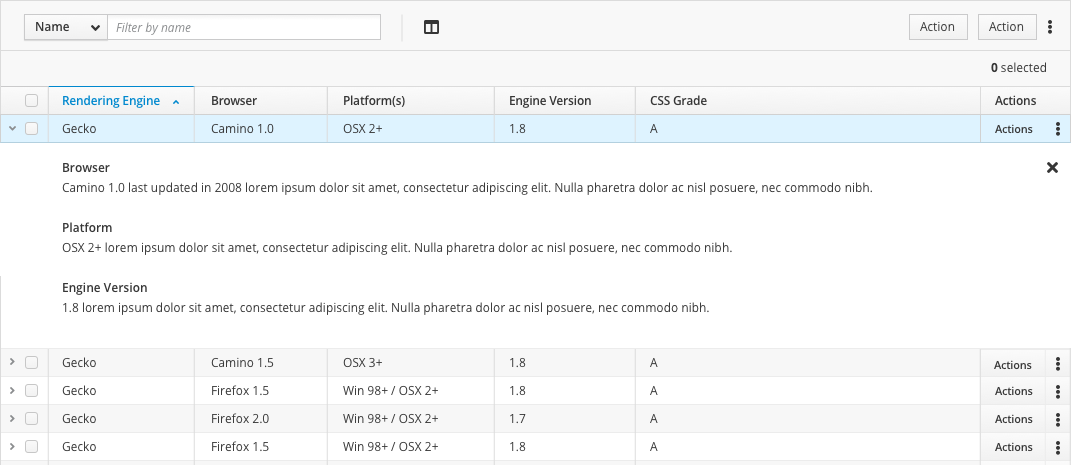 Name Filter by name Action Action
0 selected
Rendering Engine Browser Platform(s) Engine Version CSS Grade Actions
Gecko Camino 1.0 OSX 2+ 1.8 A Actions
Browser
Camino 1.0 last updated in 2008 lorem ipsum dolor sit amet, consectetur adipiscing elit. Nulla pharetra dolor ac nisl posuere, nec commodo nibh.
Platform
OSX 2+ lorem ipsum dolor sit amet, consectetur adipiscing elit. Nulla pharetra dolor ac nisl posuere, nec commodo nibh.
Engine Version
1.8 lorem ipsum dolor sit amet, consectetur adipiscing elit. Nulla pharetra dolor ac nisl posuere, nec commodo nibh.
Gecko Camino 1.5 OSX 3+ 1.8 A Actions
Gecko Firefox 1.5 Win 98+ / OSX 2+ 1.8 A Actions
Gecko Firefox 2.0 Win 98+ / OSX 2+ 1.7 A Actions
Gecko Firefox 1.5 Win 98+ / OSX 2+ 1.8 A Actions